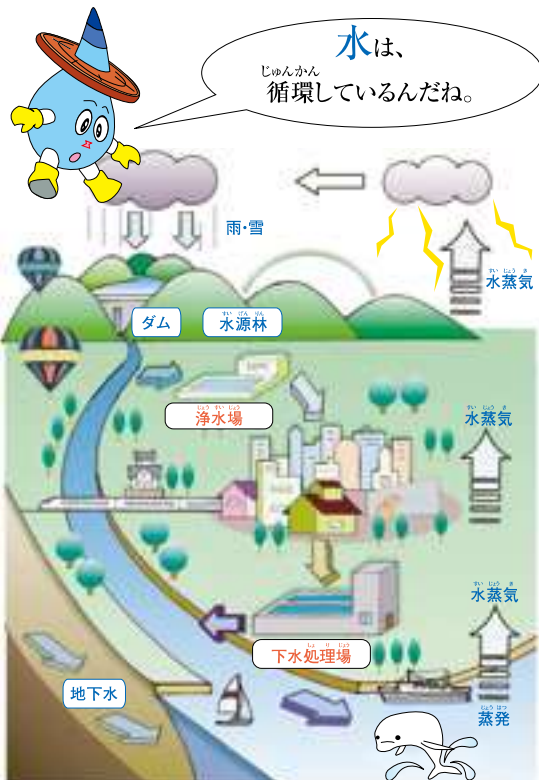 水は、
じゅんかん
循環しているんだね。
雨・雪
すいじょうき
水蒸気
ダム
すいげんりん
水源林
じょうすいじょう
浄水場
すいじょうき
水蒸気
すいじょうき
水蒸気
しょりじょう
下水処理場
地下水
じょうはつ
蒸発